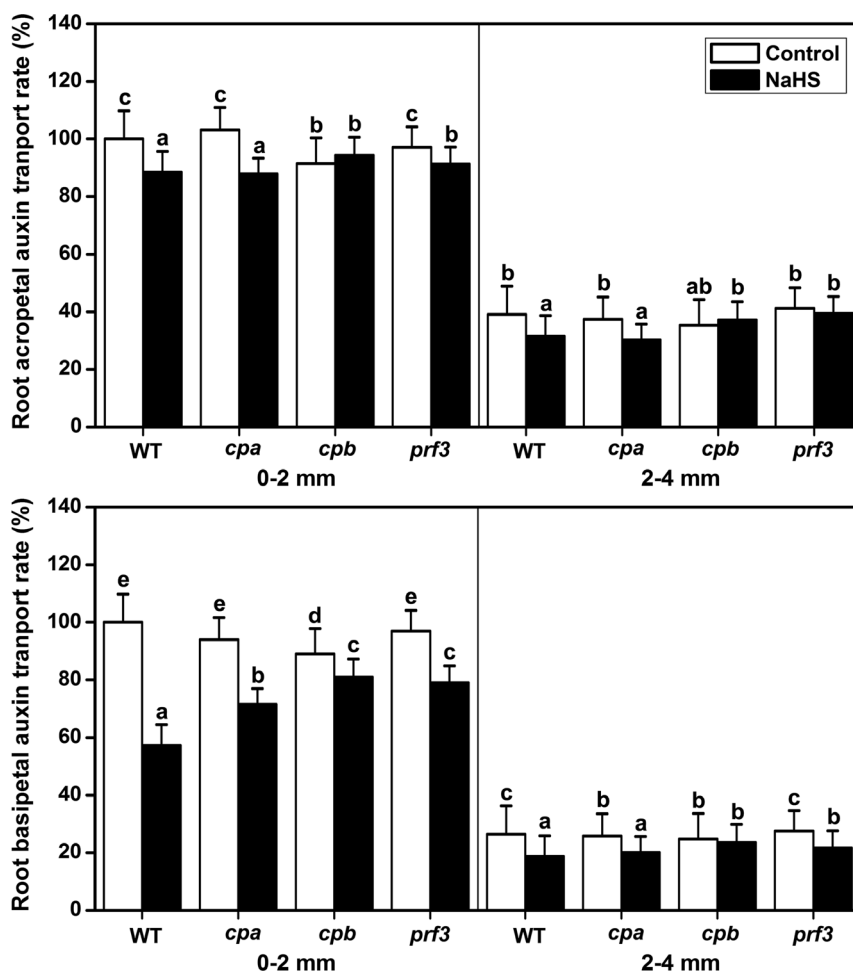 Root acropetal auxin tranport rate (%)
140
120
100
80
60
40
20
0
Control
NaHS
c a c a b b c b
b a b a ab b b b
WT cpa cpb prf3 WT cpa cpb prf3
0-2 mm 2-4 mm
Root basipetal auxin tranport rate (%)
140
120
100
80
60
40
20
0
e a e b d c e c
c a b a b b c b
WT cpa cpb prf3 WT cpa cpb prf3
0-2 mm 2-4 mm